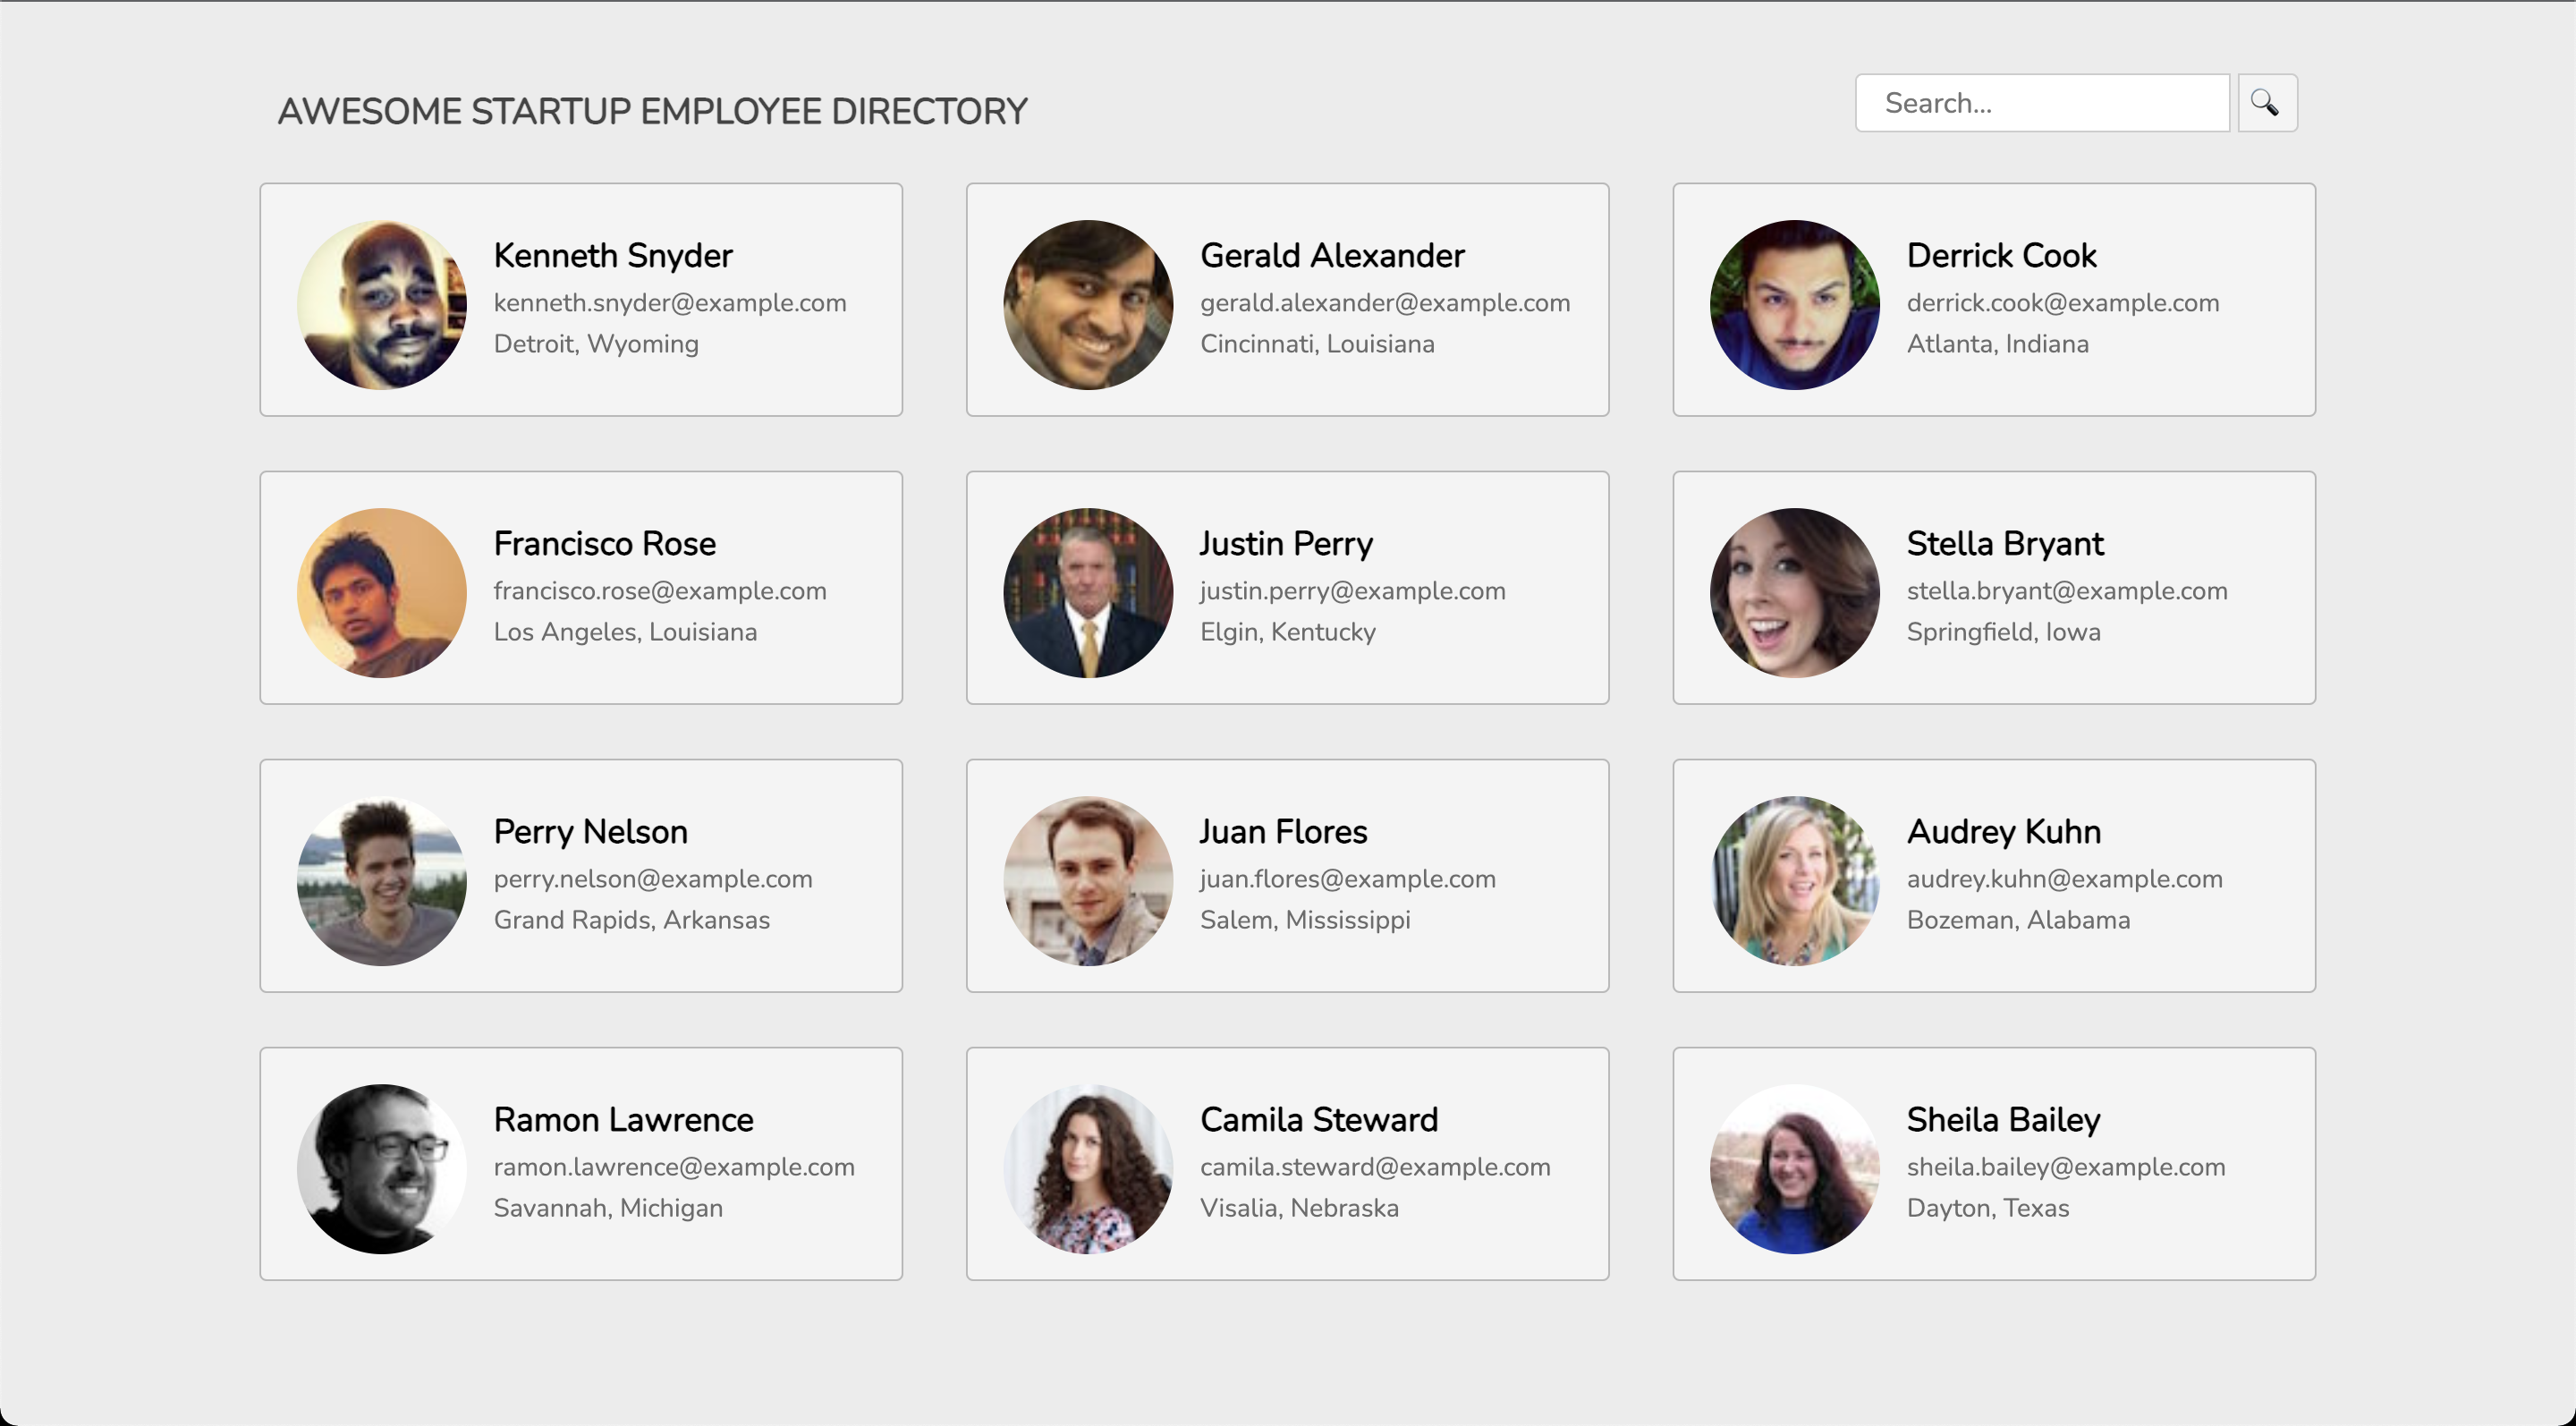 AWESOME STARTUP EMPLOYEE DIRECTORY
Search...
Kenneth Snyder
kenneth.snyder@example.com
Detroit, Wyoming
Gerald Alexander
gerald.alexander@example.com
Cincinnati, Louisiana
Derrick Cook
derrick.cook@example.com
Atlanta, Indiana
Francisco Rose
francisco.rose@example.com
Los Angeles, Louisiana
Justin Perry
justin.perry@example.com
Elgin, Kentucky
Stella Bryant
stella.bryant@example.com
Springfield, Iowa
Perry Nelson
perry.nelson@example.com
Grand Rapids, Arkansas
Juan Flores
juan.flores@example.com
Salem, Mississippi
Audrey Kuhn
audrey.kuhn@example.com
Bozeman, Alabama
Ramon Lawrence
ramon.lawrence@example.com
Savannah, Michigan
Camila Steward
camila.steward@example.com
Visalia, Nebraska
Sheila Bailey
sheila.bailey@example.com
Dayton, Texas